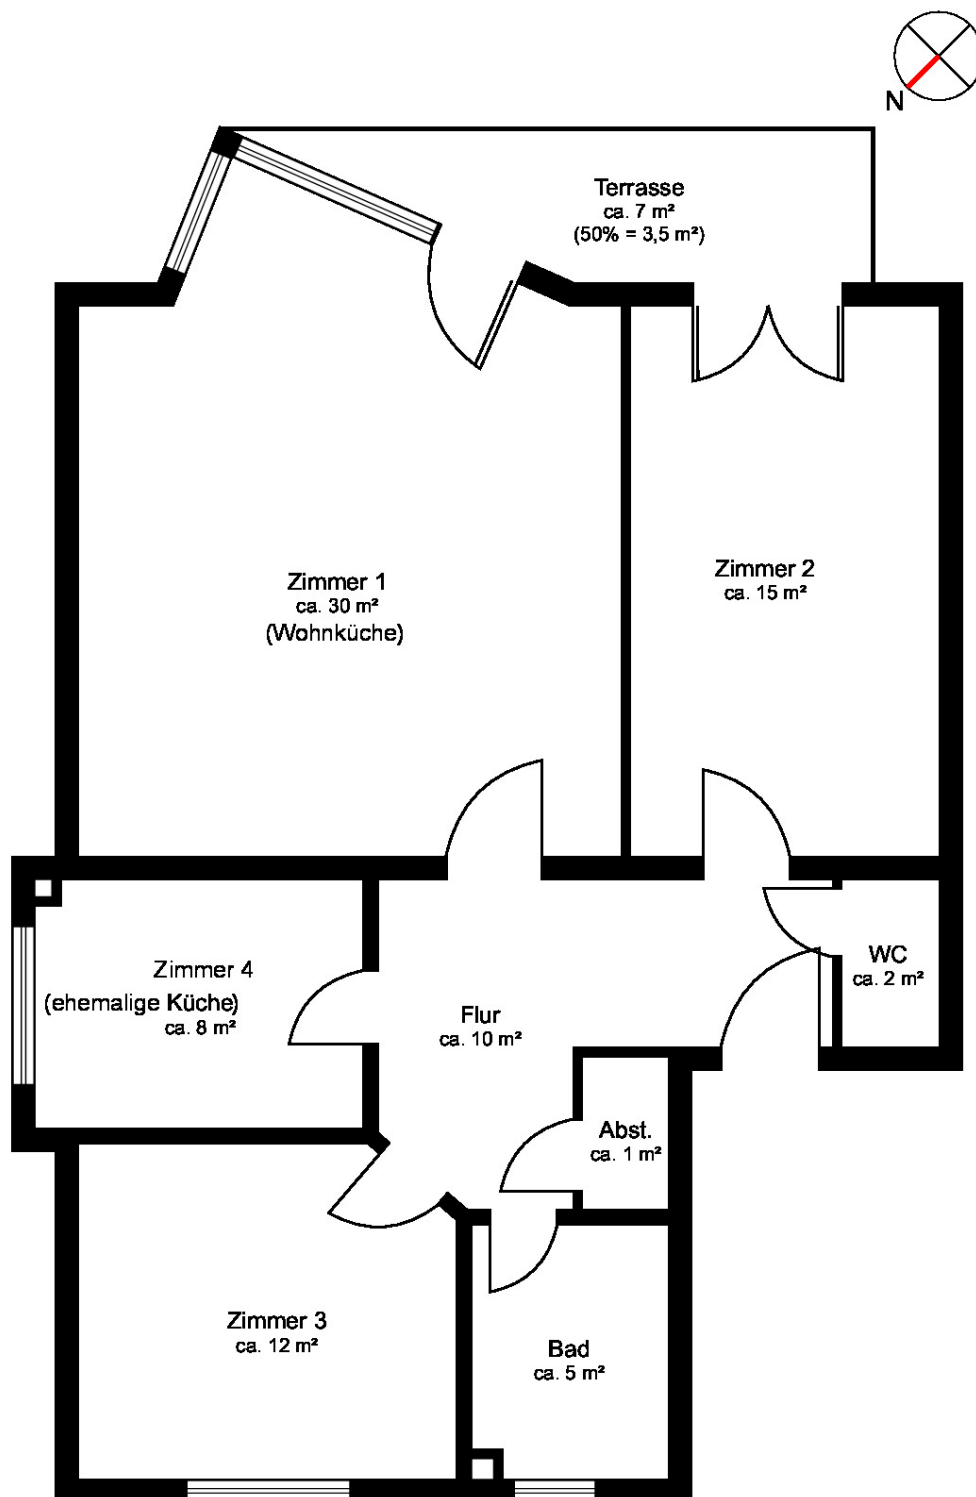 N
Terrasse
ca. 7 m²
(50% = 3,5 m²)
Zimmer 1
ca. 30 m²
(Wohnküche)
Zimmer 2
ca. 15 m²
Zimmer 4
(ehemalige Küche)
ca. 8 m²
Flur
ca. 10 m²
WC
ca. 2 m²
Abst.
ca. 1 m²
Zimmer 3
ca. 12 m²
Bad
ca. 5 m²